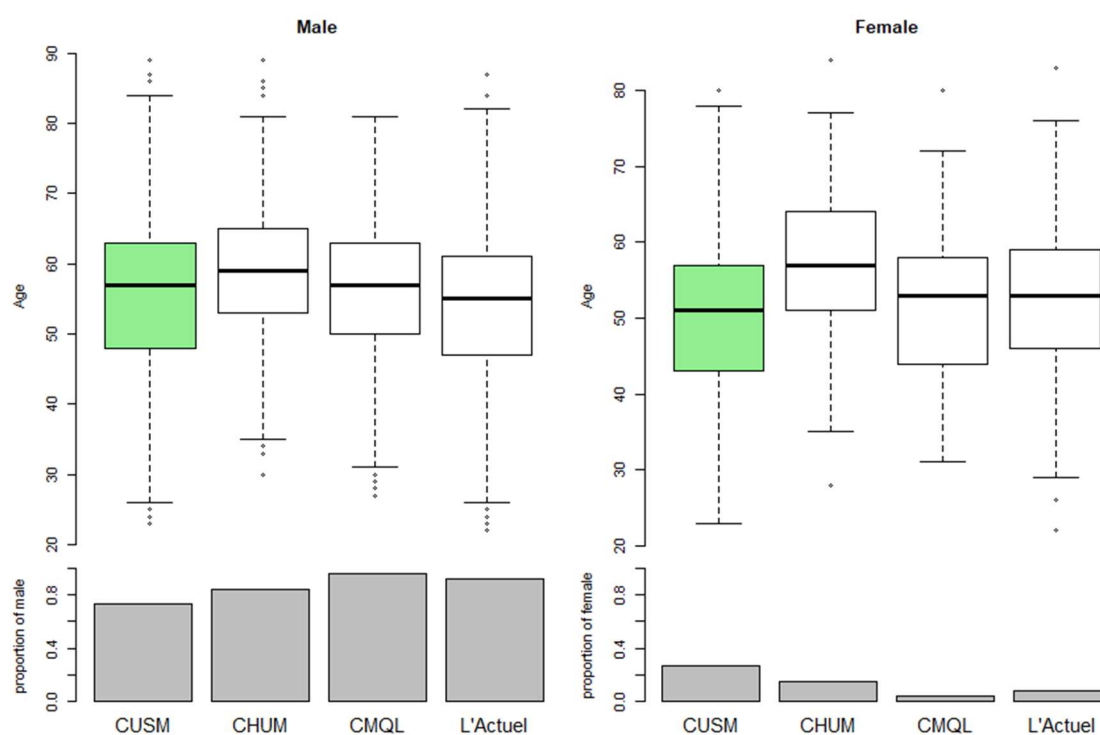 Male
Female
90
80
70
60
50
40
30
20
Age
80
70
60
50
40
30
20
Age
0.8
0.4
0.0
proportion of male
0.8
0.4
0.0
proportion of female
CUSM CHUM CMQL L'Actuel
CUSM CHUM CMQL L'Actuel